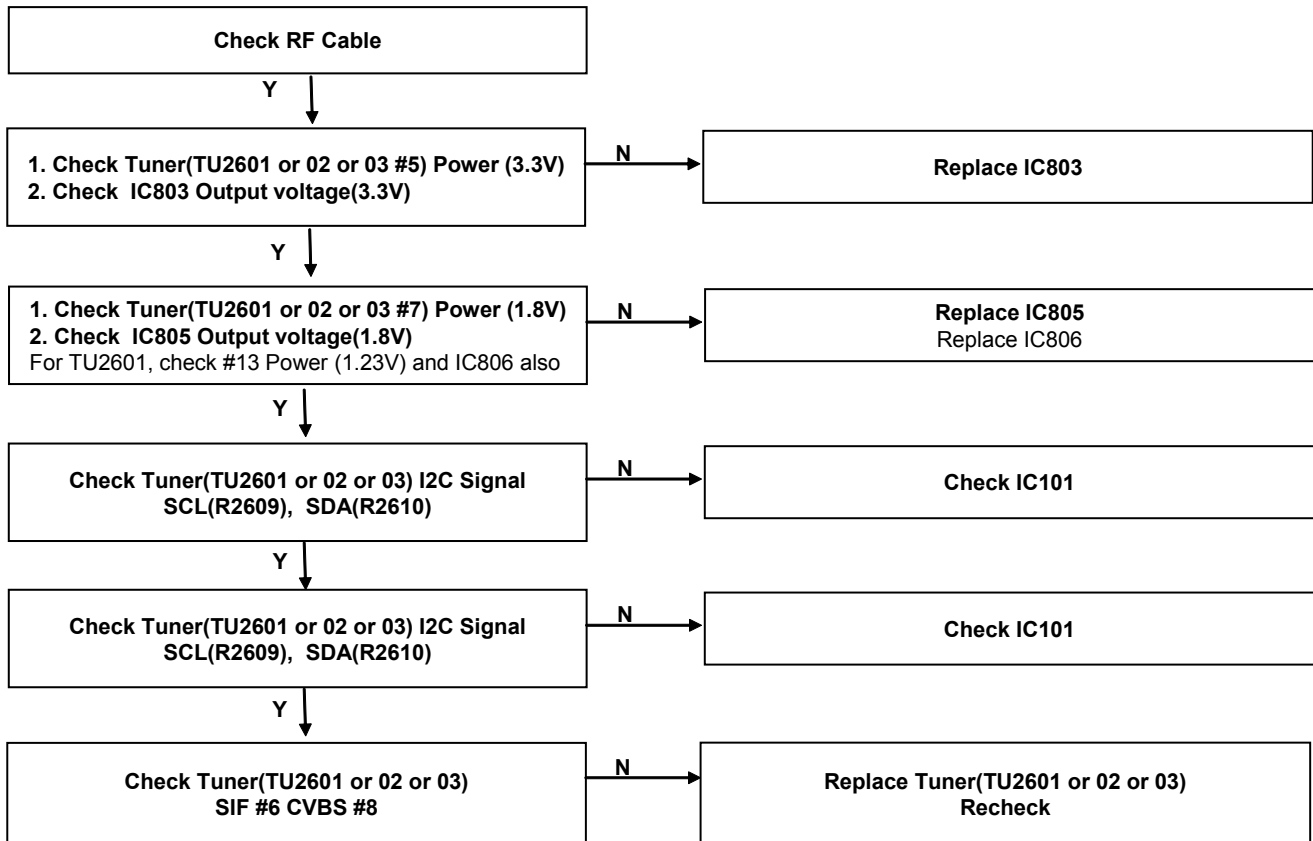 Check RF Cable
Y
1. Check Tuner(TU2601 or 02 or 03 #5) Power (3.3V)
2. Check IC803 Output voltage(3.3V)
N
Replace IC803
Y
1. Check Tuner(TU2601 or 02 or 03 #7) Power (1.8V)
2. Check IC805 Output voltage(1.8V)
For TU2601, check #13 Power (1.23V) and IC806 also
N
Replace IC805
Replace IC806
Y
Check Tuner(TU2601 or 02 or 03) I2C Signal
SCL(R2609), SDA(R2610)
N
Check IC101
Y
Check Tuner(TU2601 or 02 or 03) I2C Signal
SCL(R2609), SDA(R2610)
N
Check IC101
Y
Check Tuner(TU2601 or 02 or 03)
SIF #6 CVBS #8
N
Replace Tuner(TU2601 or 02 or 03)
Recheck